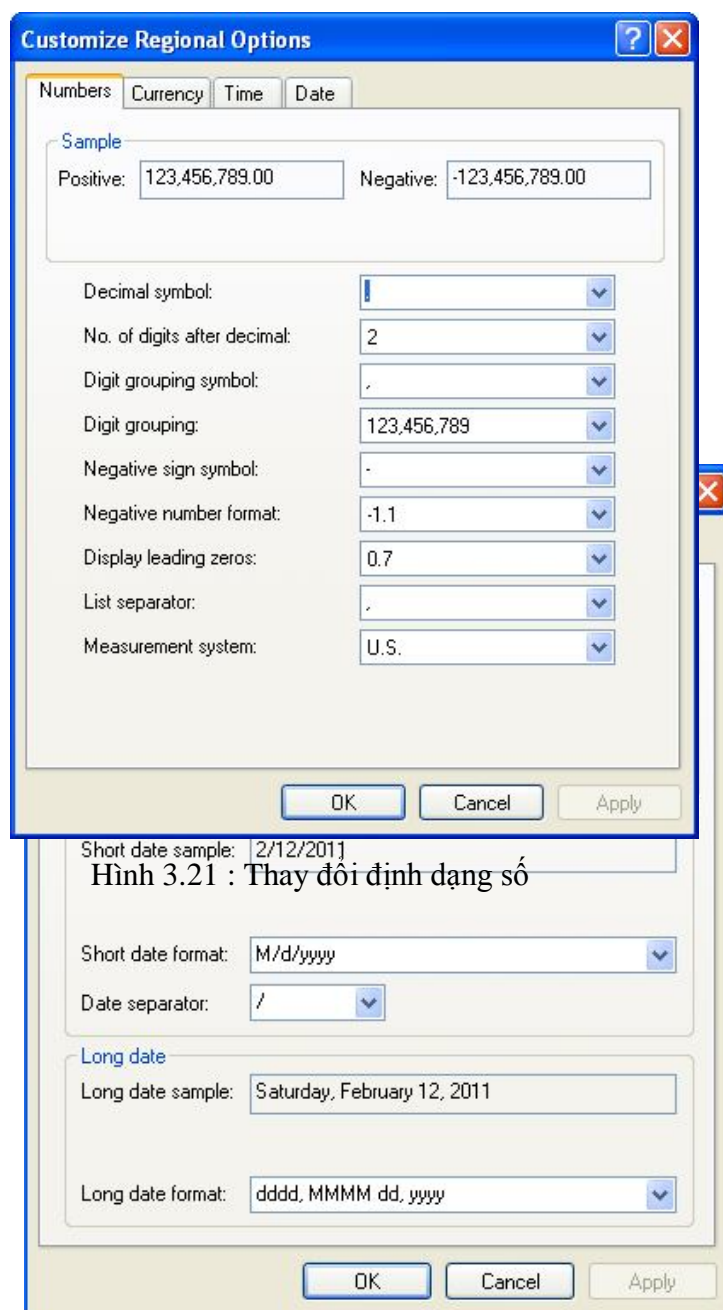 Customize Regional Options
Numbers Currency Time Date
Sample
Positive: 123,456,789.00 Negative: -123,456,789.00
Decimal symbol: .
No. of digits after decimal: 2
Digit grouping symbol: ,
Digit grouping: 123,456,789
Negative sign symbol: -
Negative number format: -1.1
Display leading zeros: 0.7
List separator: ,
Measurement system: U.S.
OK Cancel Apply
Short date sample: 2/12/2011
Hình 3.21 : Thay đổi định dạng số
Short date format: M/d/yyyy
Date separator: /
Long date
Long date sample: Saturday, February 12, 2011
Long date format: dddd, MMMM dd, yyyy
OK Cancel Apply